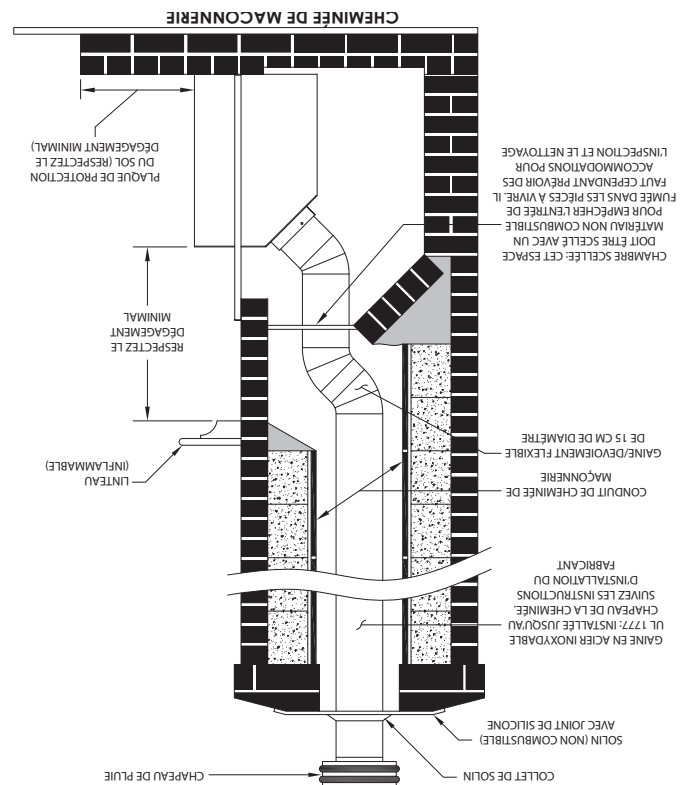 COLLET DE SOLIN
CHAPEAU DE PLUIE
SOLIN (NON COMBUSTIBLE)
AVEC JOINT DE SILICONE
GAINE EN ACIER INOXYDABLE
UL 1777: INSTALLÉE JUSQU'AU
CHAPEAU DE LA CHEMINÉE.
SUIVEZ LES INSTRUCTIONS
D'INSTALLATION DU
FABRICANT
CONDUIT DE CHEMINÉE DE
MAÇONNERIE
LINTEAU
(INFLAMMABLE)
GAINE/DEVOIEMENT FLEXIBLE
DE 15 CM DE DIAMÈTRE
RESPECTEZ LE
DÉGAGEMENT
MINIMAL
CHAMBRE SCELLÉE: CET ESPACE
DOIT ÊTRE SCELLÉ AVEC UN
MATÉRIAU NON COMBUSTIBLE
POUR EMPÊCHER L'ENTRÉE DE
FUMÉE DANS LES PIÈCES À VIVRE. IL
FAUT CEPENDANT PRÉVOIR DES
ACCOMMODATIONS POUR
L'INSPECTION ET LE NETTOYAGE
PLAQUE DE PROTECTION
DU SOL (RESPECTEZ LE
DÉGAGEMENT MINIMAL)
CHEMINÉE DE MAÇONNERIE